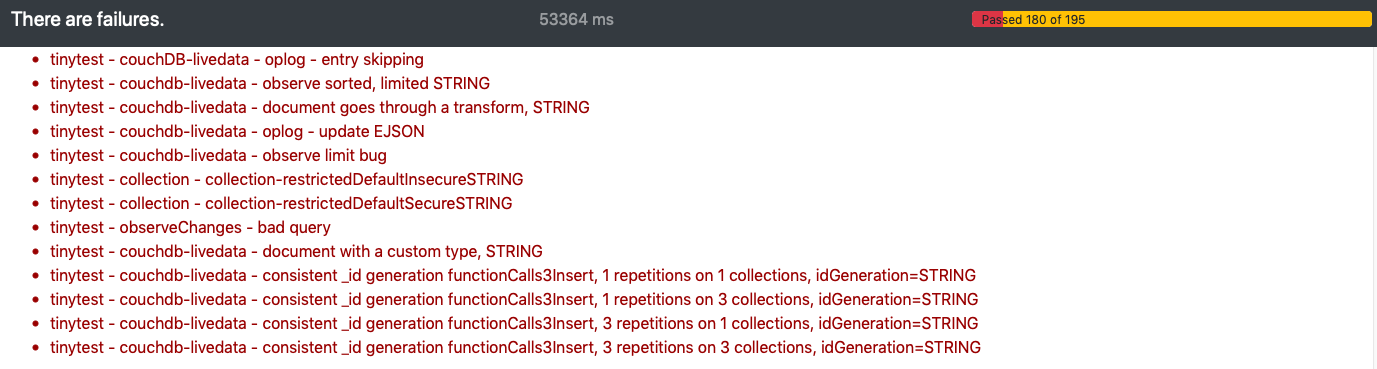 There are failures. 53364 ms Passed 180 of 195
tinytest - couchDB-livedata - oplog - entry skipping
tinytest - couchdb-livedata - observe sorted, limited STRING
tinytest - couchdb-livedata - document goes through a transform, STRING
tinytest - couchdb-livedata - oplog - update EJSON
tinytest - couchdb-livedata - observe limit bug
tinytest - collection - collection-restrictedDefaultInsecureSTRING
tinytest - collection - collection-restrictedDefaultSecureSTRING
tinytest - observeChanges - bad query
tinytest - couchdb-livedata - document with a custom type, STRING
tinytest - couchdb-livedata - consistent _id generation functionCalls3Insert, 1 repetitions on 1 collections, idGeneration=STRING
tinytest - couchdb-livedata - consistent _id generation functionCalls3Insert, 1 repetitions on 3 collections, idGeneration=STRING
tinytest - couchdb-livedata - consistent _id generation functionCalls3Insert, 3 repetitions on 1 collections, idGeneration=STRING
tinytest - couchdb-livedata - consistent _id generation functionCalls3Insert, 3 repetitions on 3 collections, idGeneration=STRING